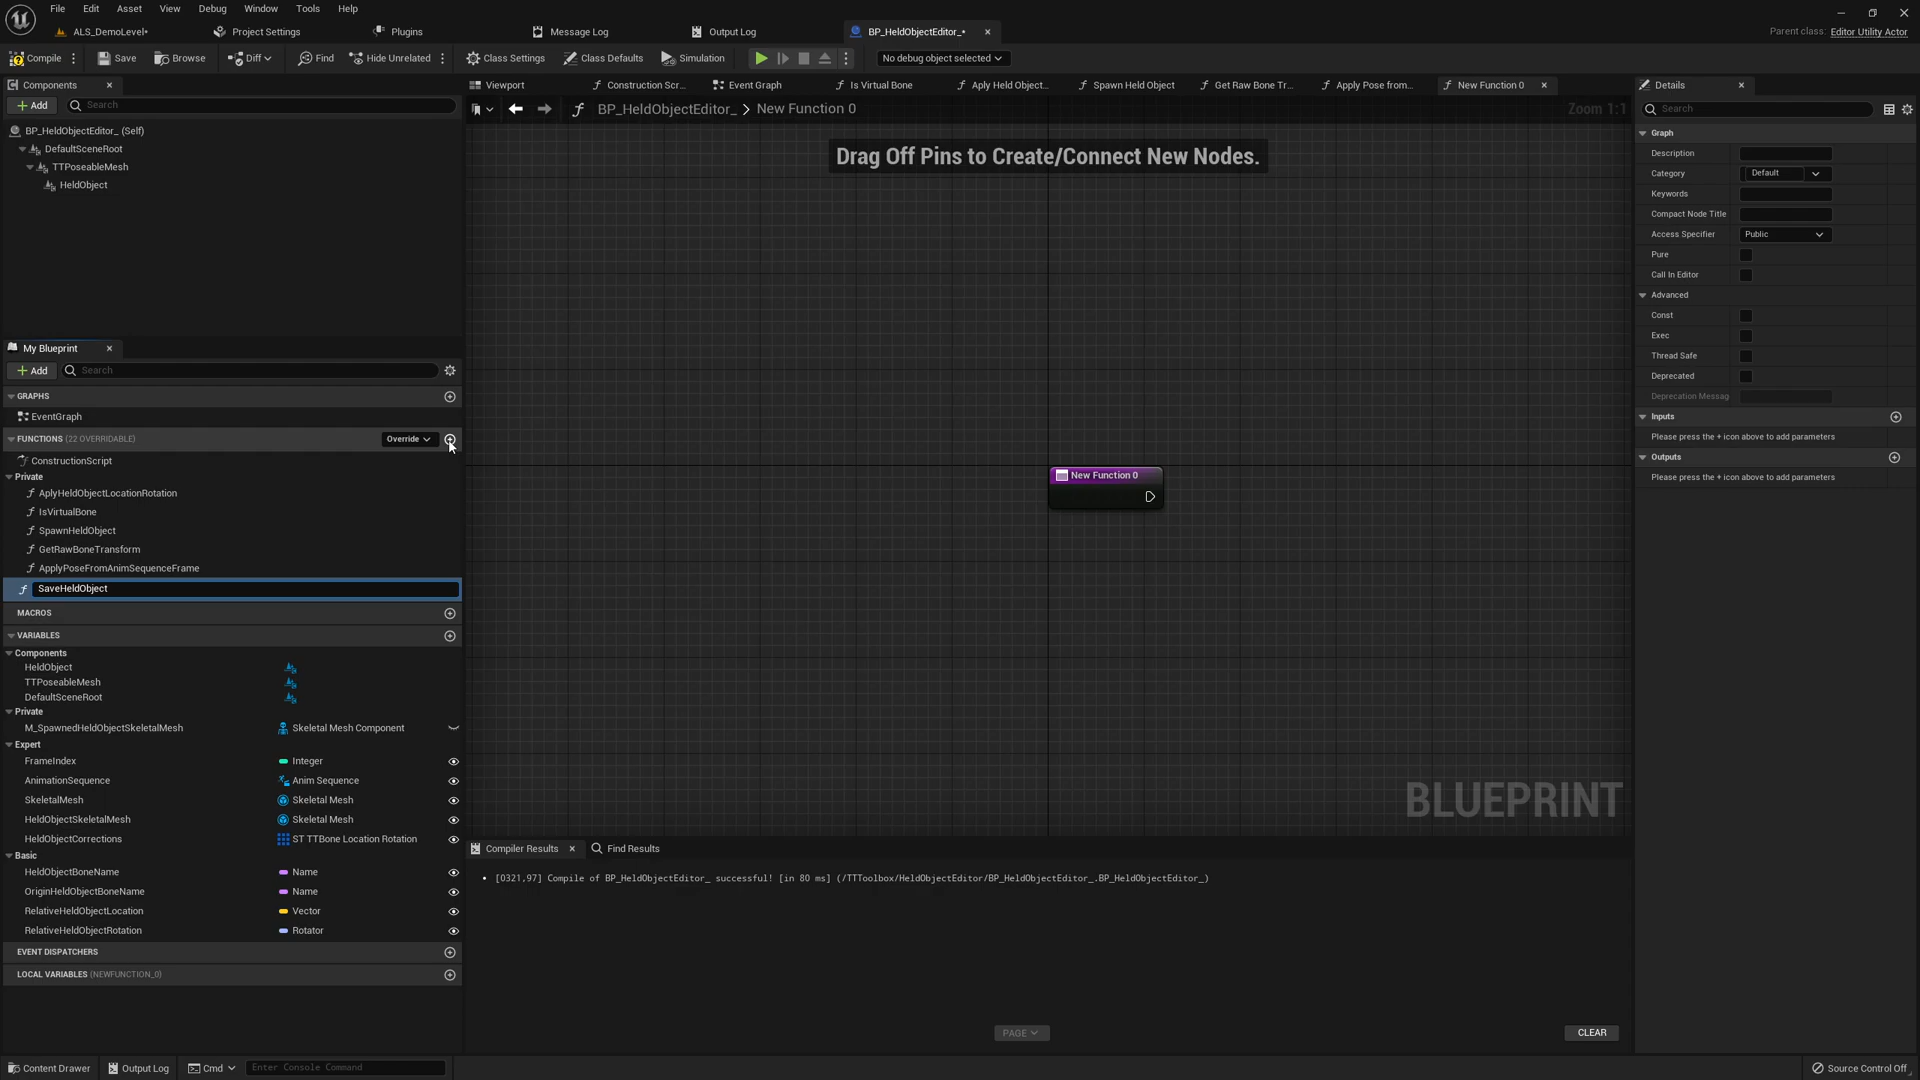 File Edit Asset View Debug Window Tools Help
ALS_DemoLevel* Project Settings Plugins Message Log Output Log BP_HeldObjectEditor_* Parent class: Editor Utility Actor
Compile Save Browse Diff Find Hide Unrelated Class Settings Class Defaults Simulation No debug object selected
Components
Viewport Construction Scr... Event Graph Is Virtual Bone Aply Held Object... Spawn Held Object Get Raw Bone Tr... Apply Pose from... New Function 0
Details
Add Search
BP_HeldObjectEditor_ > New Function 0 Zoom 1:1
Search
BP_HeldObjectEditor_ (Self)
DefaultSceneRoot
TTPoseableMesh
HeldObject
Drag Off Pins to Create/Connect New Nodes.
Graph
Description
Category Default
Keywords
Compact Node Title
Access Specifier Public
Pure
Call In Editor
Advanced
Const
Exec
Thread Safe
Deprecated
Deprecation Messag
Inputs
Please press the + icon above to add parameters
Outputs
Please press the + icon above to add parameters
My Blueprint
Add Search
GRAPHS
EventGraph
FUNCTIONS (22 OVERRIDABLE) Override
ConstructionScript
Private
AplyHeldObjectLocationRotation
IsVirtualBone
SpawnHeldObject
GetRawBoneTransform
ApplyPoseFromAnimSequenceFrame
SaveHeldObject
MACROS
VARIABLES
Components
HeldObject
TTPoseableMesh
DefaultSceneRoot
Private
M_SpawnedHeldObjectSkeletalMesh Skeletal Mesh Component
Expert
FrameIndex Integer
AnimationSequence Anim Sequence
SkeletalMesh Skeletal Mesh
HeldObjectSkeletalMesh Skeletal Mesh
HeldObjectCorrections ST TTBone Location Rotation
Basic
HeldObjectBoneName Name
OriginHeldObjectBoneName Name
RelativeHeldObjectLocation Vector
RelativeHeldObjectRotation Rotator
EVENT DISPATCHERS
LOCAL VARIABLES (NEWFUNCTION_0)
New Function 0
BLUEPRINT
Compiler Results Find Results
[0321,97] Compile of BP_HeldObjectEditor_ successful! [in 80 ms] (/TTToolbox/HeldObjectEditor/BP_HeldObjectEditor_.BP_HeldObjectEditor_)
PAGE CLEAR
Content Drawer Output Log Cmd Enter Console Command Source Control Off